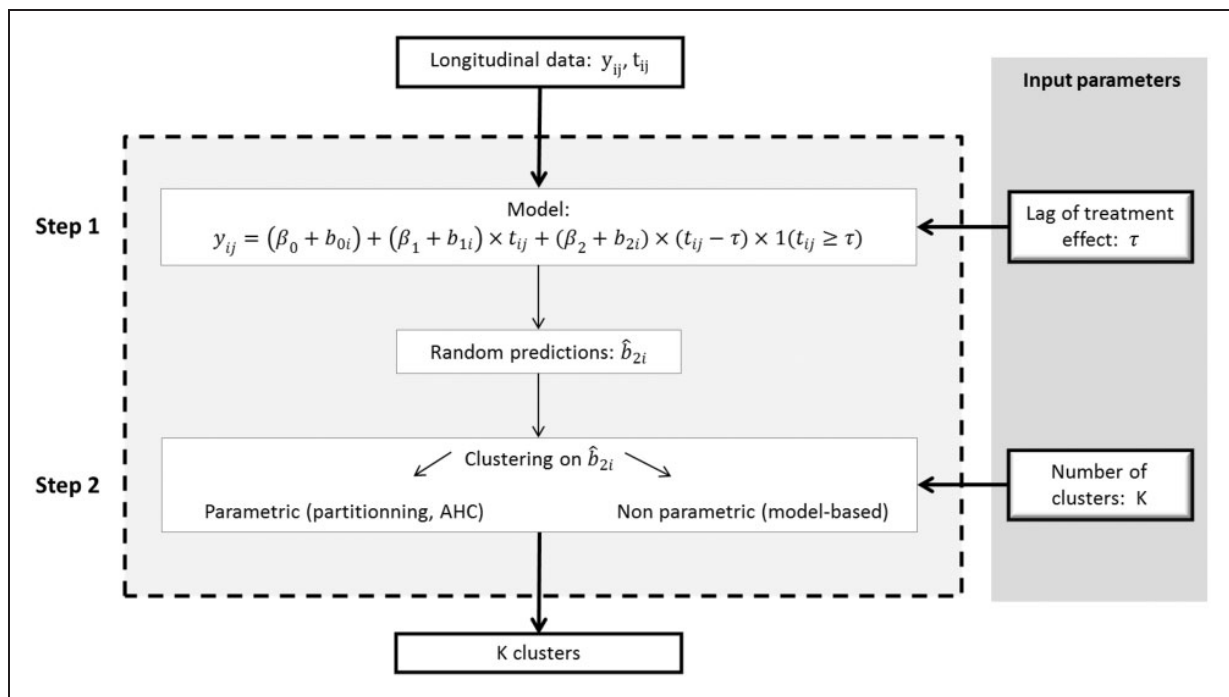 Longitudinal data: y_ij, t_ij
Input parameters
Step 1
Model:
y_ij = (β_0 + b_0i) + (β_1 + b_1i) × t_ij + (β_2 + b_2i) × (t_ij − τ) × 1(t_ij ≥ τ)
Lag of treatment
effect: τ
Random predictions: b̂_2i
Step 2
Clustering on b̂_2i
Parametric (partitionning, AHC)
Non parametric (model-based)
Number of
clusters: K
K clusters